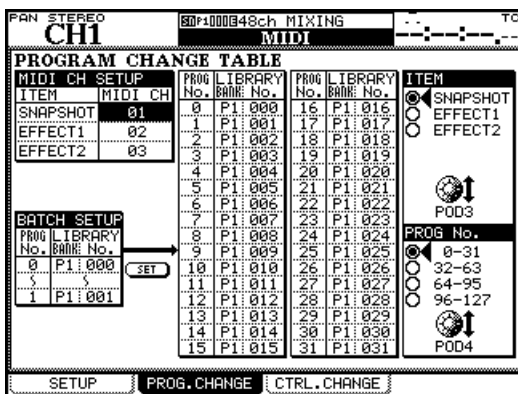 PAN STEREO
CH1
48ch MIXING
MIDI
TC
--:--:--.--
PROGRAM CHANGE TABLE
MIDI CH SETUP
ITEM MIDI CH
SNAPSHOT 01
EFFECT1 02
EFFECT2 03
BATCH SETUP
PROG No. LIBRARY BANK No.
0 P1 000
1 P1 001
SET
PROG No. LIBRARY BANK No.
0 P1 000
1 P1 001
2 P1 002
3 P1 003
4 P1 004
5 P1 005
6 P1 006
7 P1 007
8 P1 008
9 P1 009
10 P1 010
11 P1 011
12 P1 012
13 P1 013
14 P1 014
15 P1 015
PROG No. LIBRARY BANK No.
16 P1 016
17 P1 017
18 P1 018
19 P1 019
20 P1 020
21 P1 021
22 P1 022
23 P1 023
24 P1 024
25 P1 025
26 P1 026
27 P1 027
28 P1 028
29 P1 029
30 P1 030
31 P1 031
ITEM
SNAPSHOT
EFFECT1
EFFECT2
POD3
PROG No.
0-31
32-63
64-95
96-127
POD4
SETUP PROG.CHANGE CTRL.CHANGE